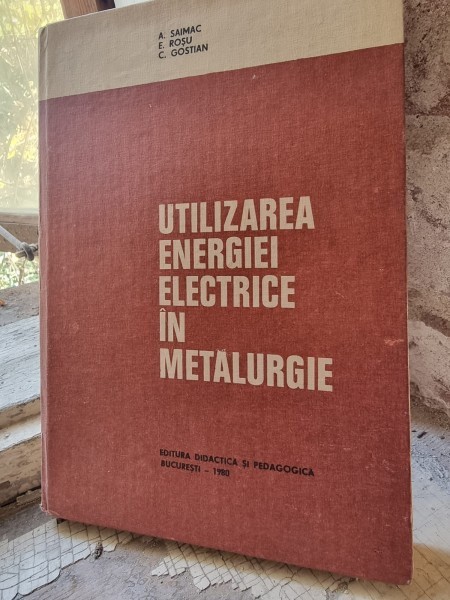 A. SAIMAC
E. ROȘU
C. GOSTIAN
UTILIZAREA
ENERGIEI
ELECTRICE
ÎN
METALURGIE
EDITURA DIDACTICĂ ȘI PEDAGOGICĂ
BUCUREȘTI - 1980